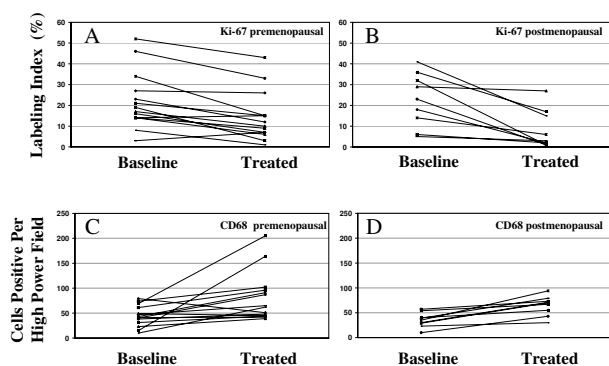 A
Ki-67 premenopausal
B
Ki-67 postmenopausal
Labeling Index (%)
60
50
40
30
20
10
0
60
50
40
30
20
10
0
Baseline
Treated
Baseline
Treated
C
CD68 premenopausal
D
CD68 postmenopausal
Cells Positive Per
High Power Field
250
200
150
100
50
0
250
200
150
100
50
0
Baseline
Treated
Baseline
Treated